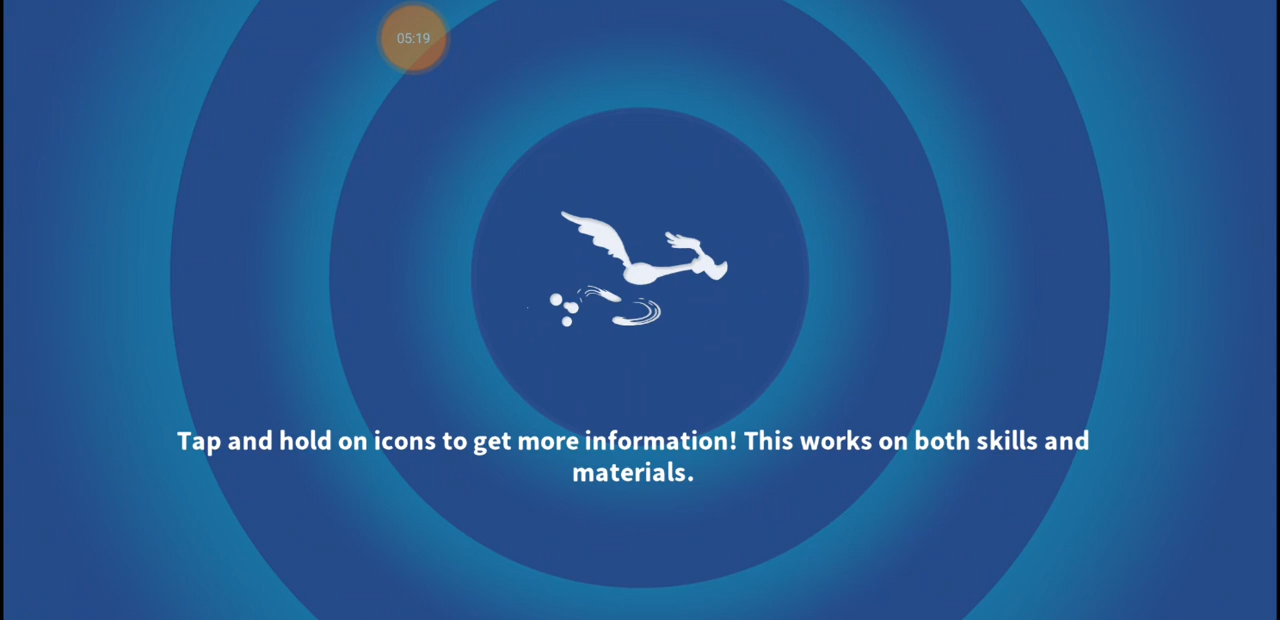 05:19
Tap and hold on icons to get more information! This works on both skills and
materials.